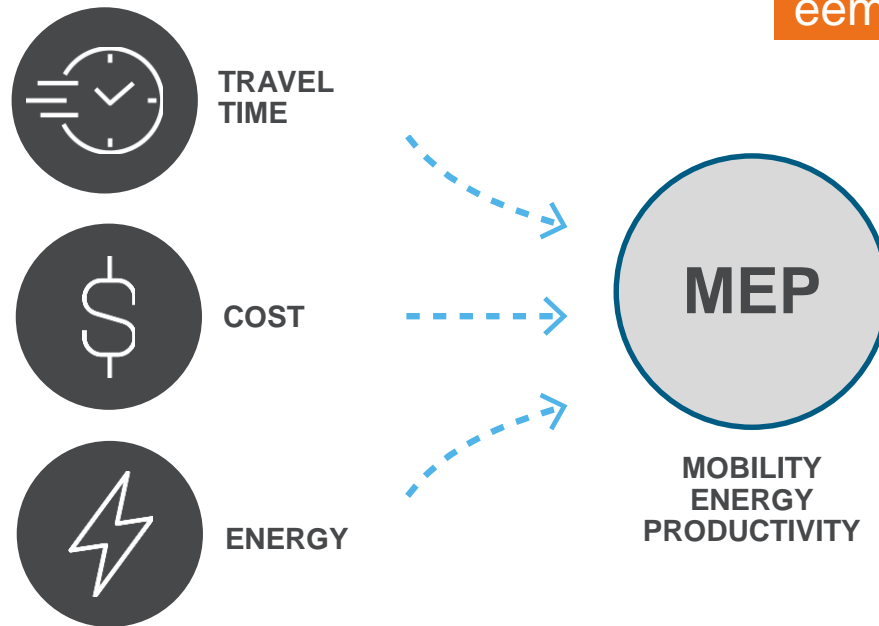 eem
TRAVEL
TIME
COST
ENERGY
MEP
MOBILITY
ENERGY
PRODUCTIVITY